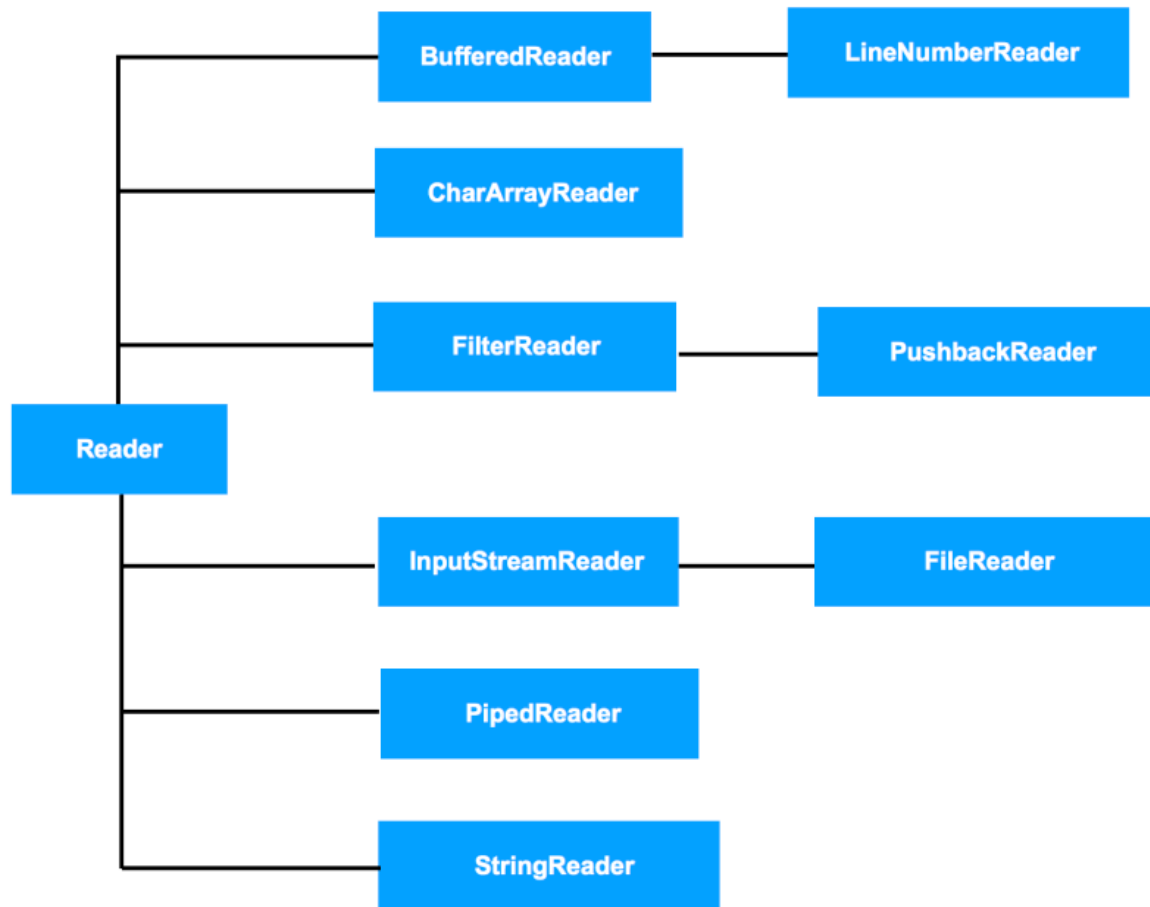 BufferedReader
LineNumberReader
CharArrayReader
FilterReader
PushbackReader
Reader
InputStreamReader
FileReader
PipedReader
StringReader